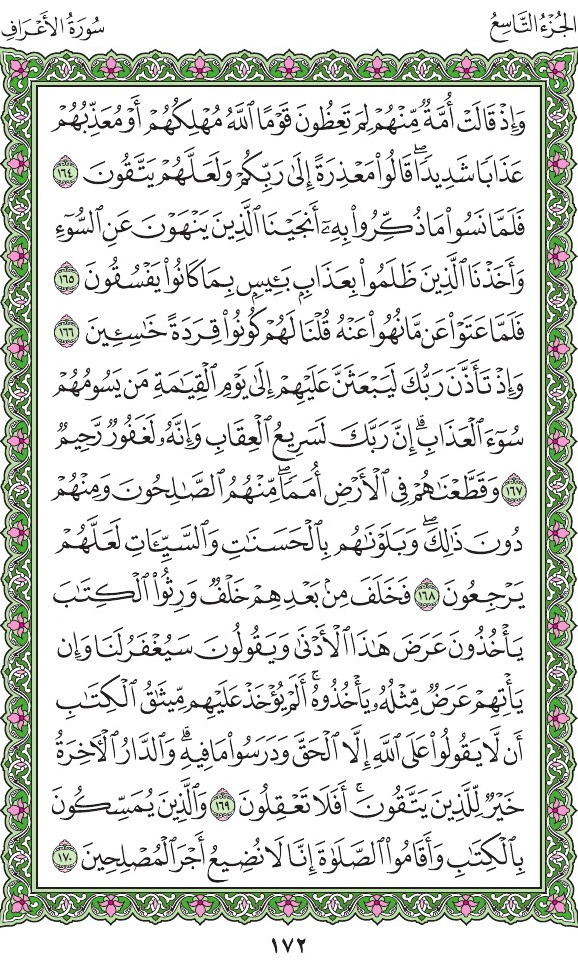 الجُزْءُ التَّاسِعُ
سُورَةُ الأَعْرَافِ
وَإِذْ قَالَتْ أُمَّةٌ مِّنْهُمْ لِمَ تَعِظُونَ قَوْمًا ٱللَّهُ مُهْلِكُهُمْ أَوْ مُعَذِّبُهُمْ
عَذَابًا شَدِيدًا ۖ قَالُوا۟ مَعْذِرَةً إِلَىٰ رَبِّكُمْ وَلَعَلَّهُمْ يَتَّقُونَ ١٦٤
فَلَمَّا نَسُوا۟ مَا ذُكِّرُوا۟ بِهِۦٓ أَنجَيْنَا ٱلَّذِينَ يَنْهَوْنَ عَنِ ٱلسُّوٓءِ
وَأَخَذْنَا ٱلَّذِينَ ظَلَمُوا۟ بِعَذَابٍۭ بَـِٔيسٍۭ بِمَا كَانُوا۟ يَفْسُقُونَ ١٦٥
فَلَمَّا عَتَوْا۟ عَن مَّا نُهُوا۟ عَنْهُ قُلْنَا لَهُمْ كُونُوا۟ قِرَدَةً خَٰسِـِٔينَ ١٦٦
وَإِذْ تَأَذَّنَ رَبُّكَ لَيَبْعَثَنَّ عَلَيْهِمْ إِلَىٰ يَوْمِ ٱلْقِيَٰمَةِ مَن يَسُومُهُمْ
سُوٓءَ ٱلْعَذَابِ ۗ إِنَّ رَبَّكَ لَسَرِيعُ ٱلْعِقَابِ ۖ وَإِنَّهُۥ لَغَفُورٌ رَّحِيمٌ
١٦٧ وَقَطَّعْنَٰهُمْ فِى ٱلْأَرْضِ أُمَمًا ۖ مِّنْهُمُ ٱلصَّٰلِحُونَ وَمِنْهُمْ
دُونَ ذَٰلِكَ ۖ وَبَلَوْنَٰهُم بِٱلْحَسَنَٰتِ وَٱلسَّيِّـَٔاتِ لَعَلَّهُمْ
يَرْجِعُونَ ١٦٨ فَخَلَفَ مِنۢ بَعْدِهِمْ خَلْفٌ وَرِثُوا۟ ٱلْكِتَٰبَ
يَأْخُذُونَ عَرَضَ هَٰذَا ٱلْأَدْنَىٰ وَيَقُولُونَ سَيُغْفَرُ لَنَا وَإِن
يَأْتِهِمْ عَرَضٌ مِّثْلُهُۥ يَأْخُذُوهُ ۚ أَلَمْ يُؤْخَذْ عَلَيْهِم مِّيثَٰقُ ٱلْكِتَٰبِ
أَن لَّا يَقُولُوا۟ عَلَى ٱللَّهِ إِلَّا ٱلْحَقَّ وَدَرَسُوا۟ مَا فِيهِ ۗ وَٱلدَّارُ ٱلْـَٔاخِرَةُ
خَيْرٌ لِّلَّذِينَ يَتَّقُونَ ۗ أَفَلَا تَعْقِلُونَ ١٦٩ وَٱلَّذِينَ يُمَسِّكُونَ
بِٱلْكِتَٰبِ وَأَقَامُوا۟ ٱلصَّلَوٰةَ إِنَّا لَا نُضِيعُ أَجْرَ ٱلْمُصْلِحِينَ ١٧٠
١٧٢